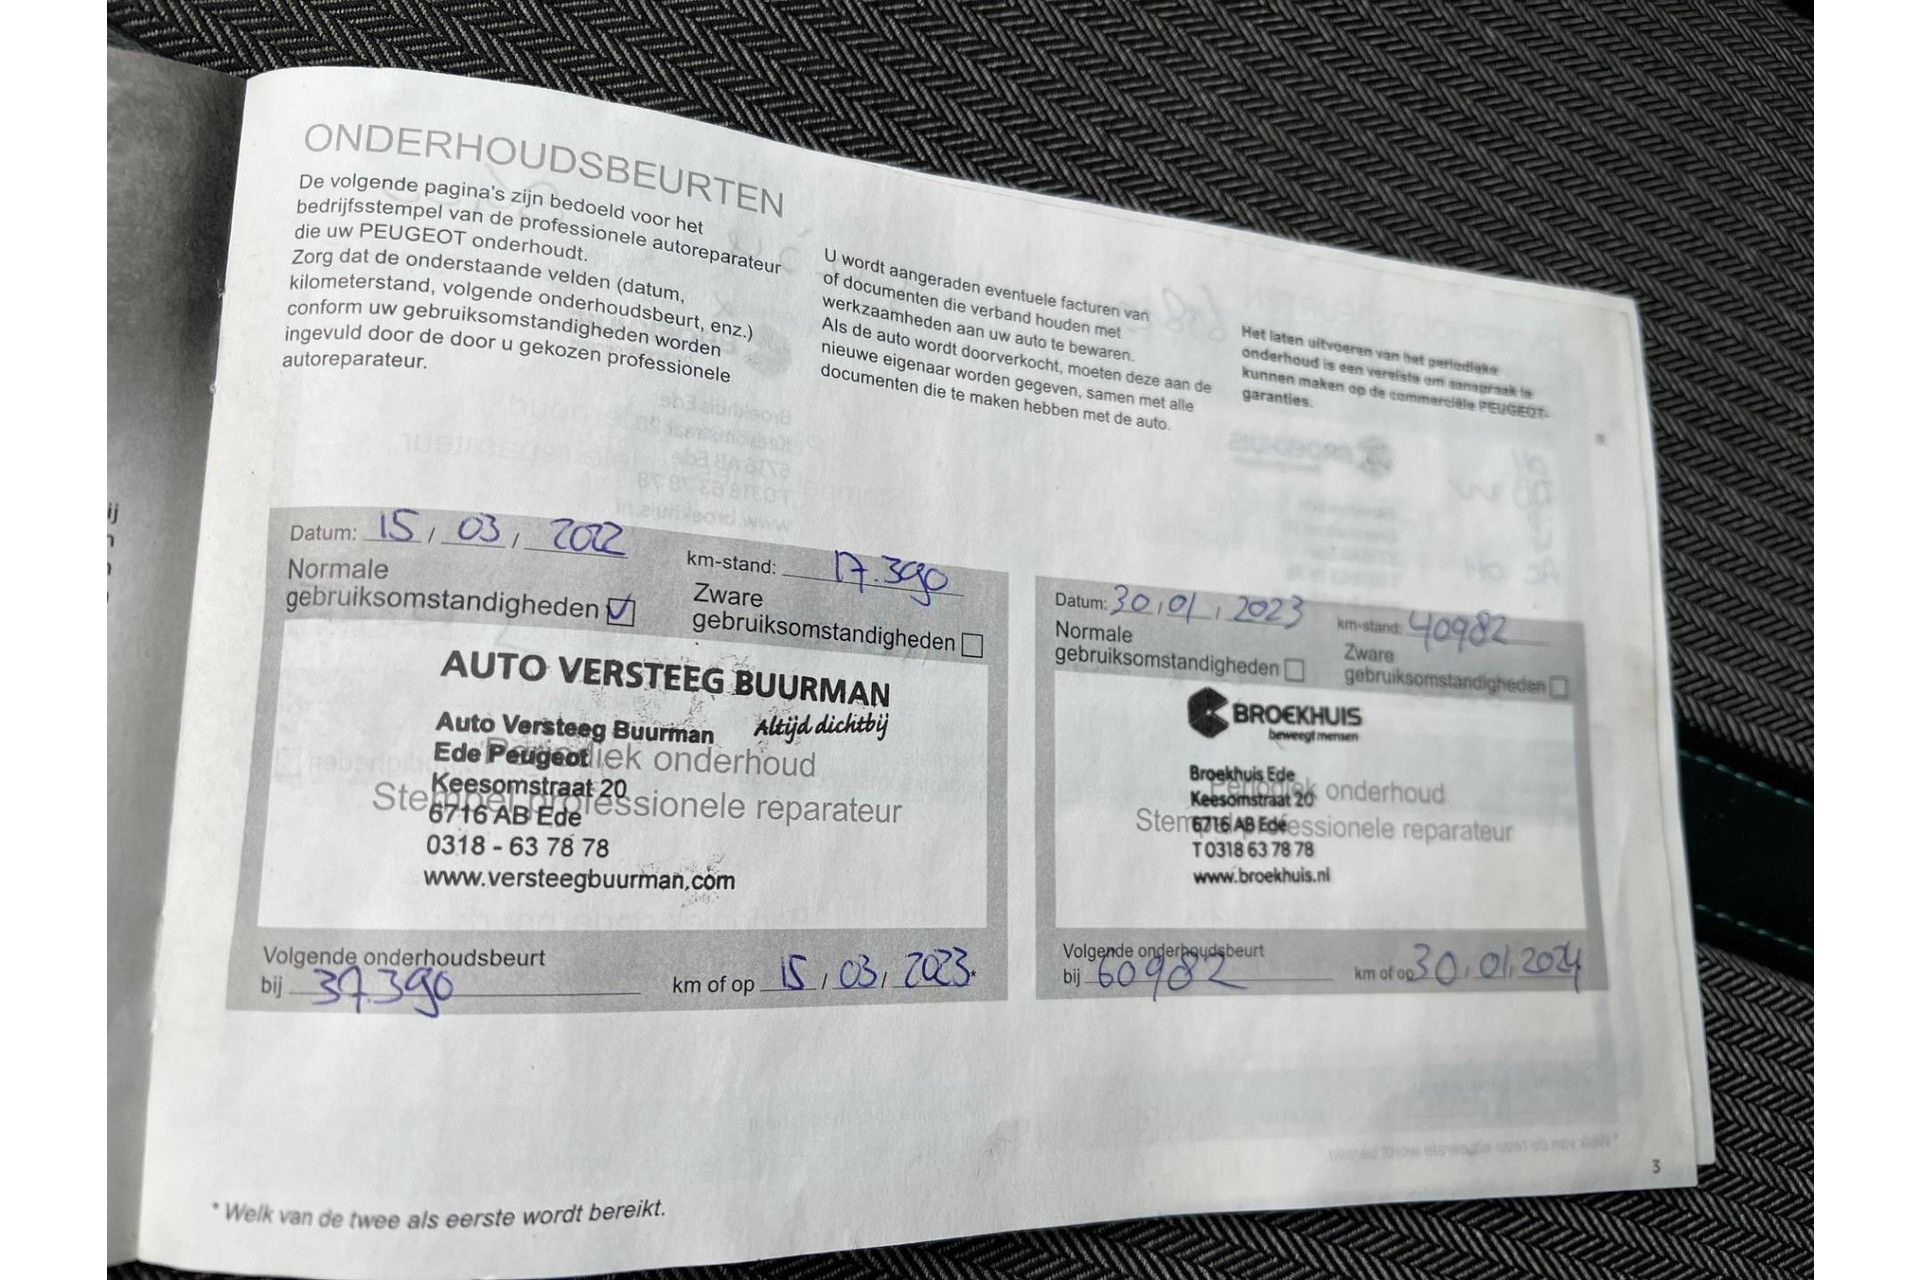 ONDERHOUDSBEURTEN
De volgende pagina's zijn bedoeld voor het
bedrijfsstempel van de professionele autoreparateur
die uw PEUGEOT onderhoudt.
Zorg dat de onderstaande velden (datum,
kilometerstand, volgende onderhoudsbeurt, enz.)
conform uw gebruiksomstandigheden worden
ingevuld door de door u gekozen professionele
autoreparateur.
U wordt aangeraden eventuele facturen van
of documenten die verband houden met
werkzaamheden aan uw auto te bewaren.
Als de auto wordt doorverkocht, moeten deze aan de
nieuwe eigenaar worden gegeven, samen met alle
documenten die te maken hebben met de auto.
Het laten uitvoeren van het periodieke
onderhoud is een vereiste om aanspraak te
kunnen maken op de commerciële PEUGEOT-
garanties.
Datum: 15 / 03 / 2022
km-stand: 17.390
Normale
gebruiksomstandigheden
Zware
gebruiksomstandigheden
AUTO VERSTEEG BUURMAN
Altijd dichtbij
Auto Versteeg Buurman
Ede Peugeot
Periodiek onderhoud
Keesomstraat 20
Stempel professionele reparateur
6716 AB Ede
0318 - 63 78 78
www.versteegbuurman.com
Volgende onderhoudsbeurt
bij 37.390 km of op 15 / 03 / 2023*
Datum: 30 / 01 / 2023
km-stand: 40982
Normale
gebruiksomstandigheden
Zware
gebruiksomstandigheden
BROEKHUIS
beweegt mensen
Broekhuis Ede
Periodiek onderhoud
Keesomstraat 20
Stempel professionele reparateur
6716 AB Ede
T 0318 63 78 78
www.broekhuis.nl
Volgende onderhoudsbeurt
bij 60982 km of op 30 / 01 / 2024
* Welk van de twee als eerste wordt bereikt.
3
ij